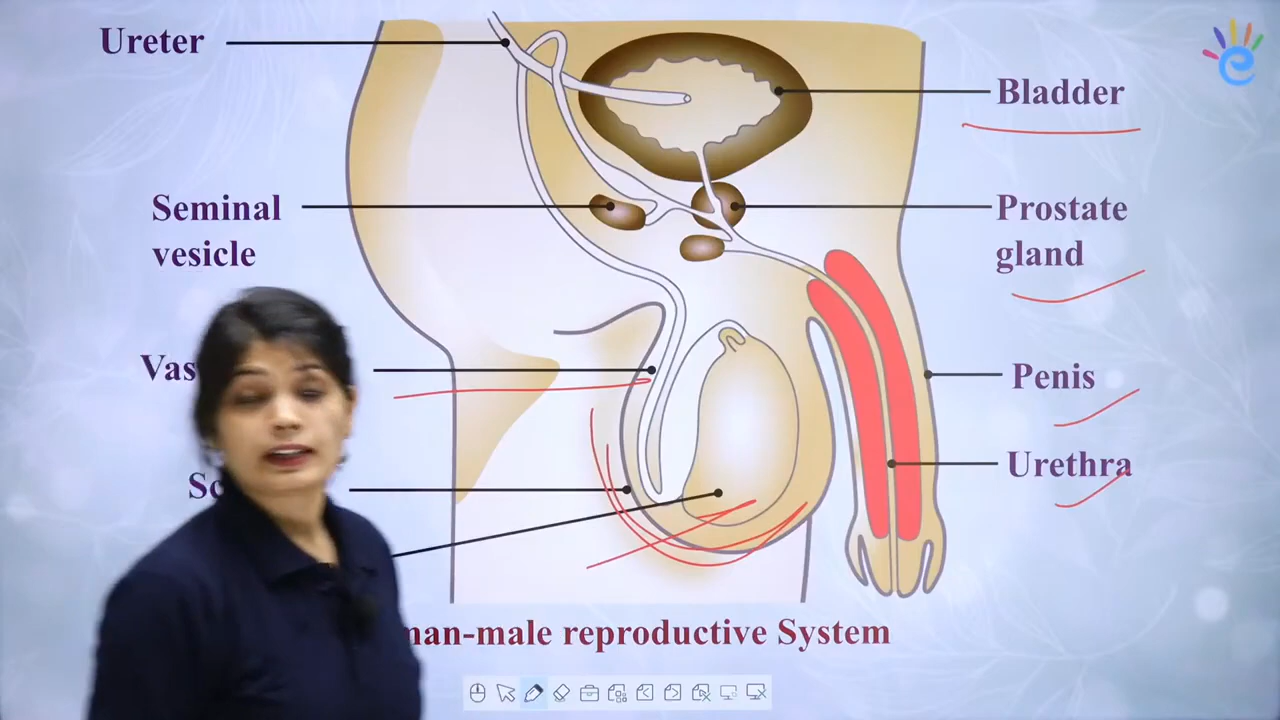 Ureter
Bladder
Seminal
vesicle
Prostate
gland
Vas
Penis
Urethra
Sc
man-male reproductive System